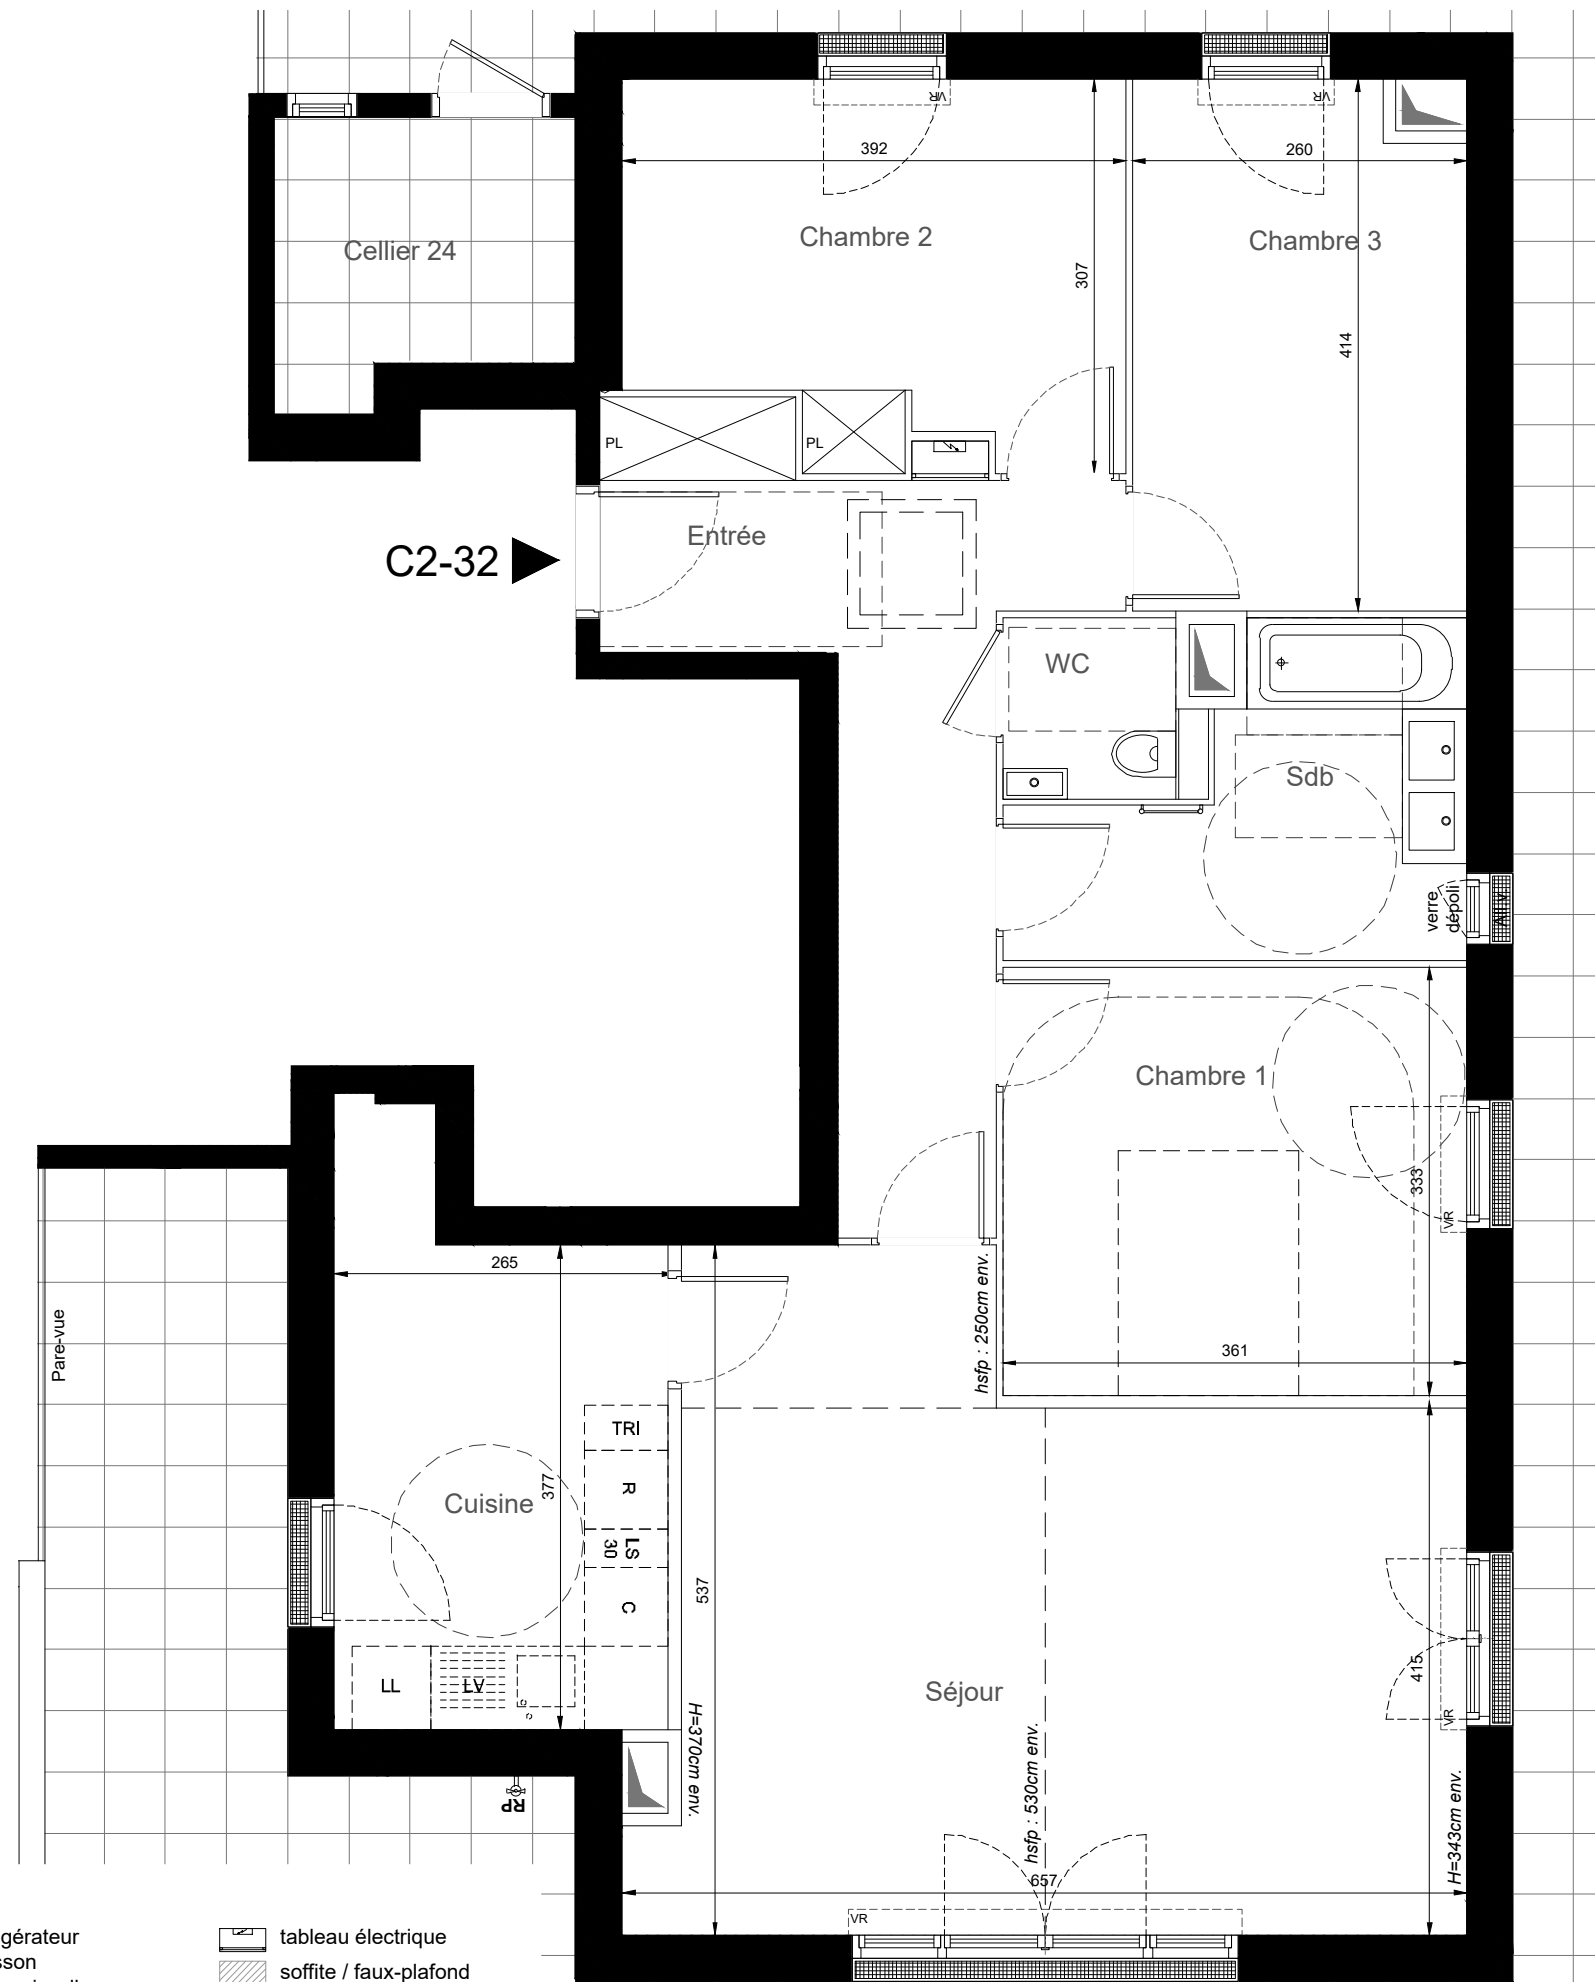 VR
VR
392
260
Chambre 2
Chambre 3
Cellier 24
307
414
PL
PL
Entrée
C2-32
WC
Sdb
verre
dépoli
Chambre 1
333
VR
265
hsfp : 250cm env.
361
Pare-vue
TRI
R
LS
30
C
Cuisine
377
537
LL
LV
Séjour
415
VR
H=370cm env.
hsfp : 530cm env.
H=343cm env.
RP
657
VR
tableau électrique
soffite / faux-plafond